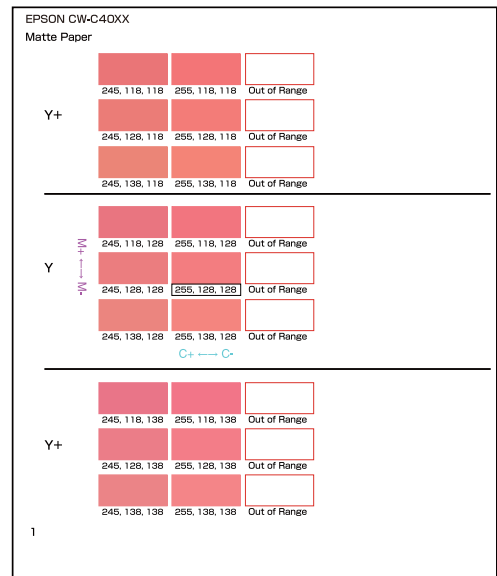 EPSON CW-C40XX
Matte Paper
245, 118, 118 255, 118, 118 Out of Range
Y+
245, 128, 118 255, 128, 118 Out of Range
245, 138, 118 255, 138, 118 Out of Range
245, 118, 128 255, 118, 128 Out of Range
Y
M+ ←→ M-
245, 128, 128 255, 128, 128 Out of Range
245, 138, 128 255, 138, 128 Out of Range
C+ ←→ C-
245, 118, 138 255, 118, 138 Out of Range
Y+
245, 128, 138 255, 128, 138 Out of Range
245, 138, 138 255, 138, 138 Out of Range
1